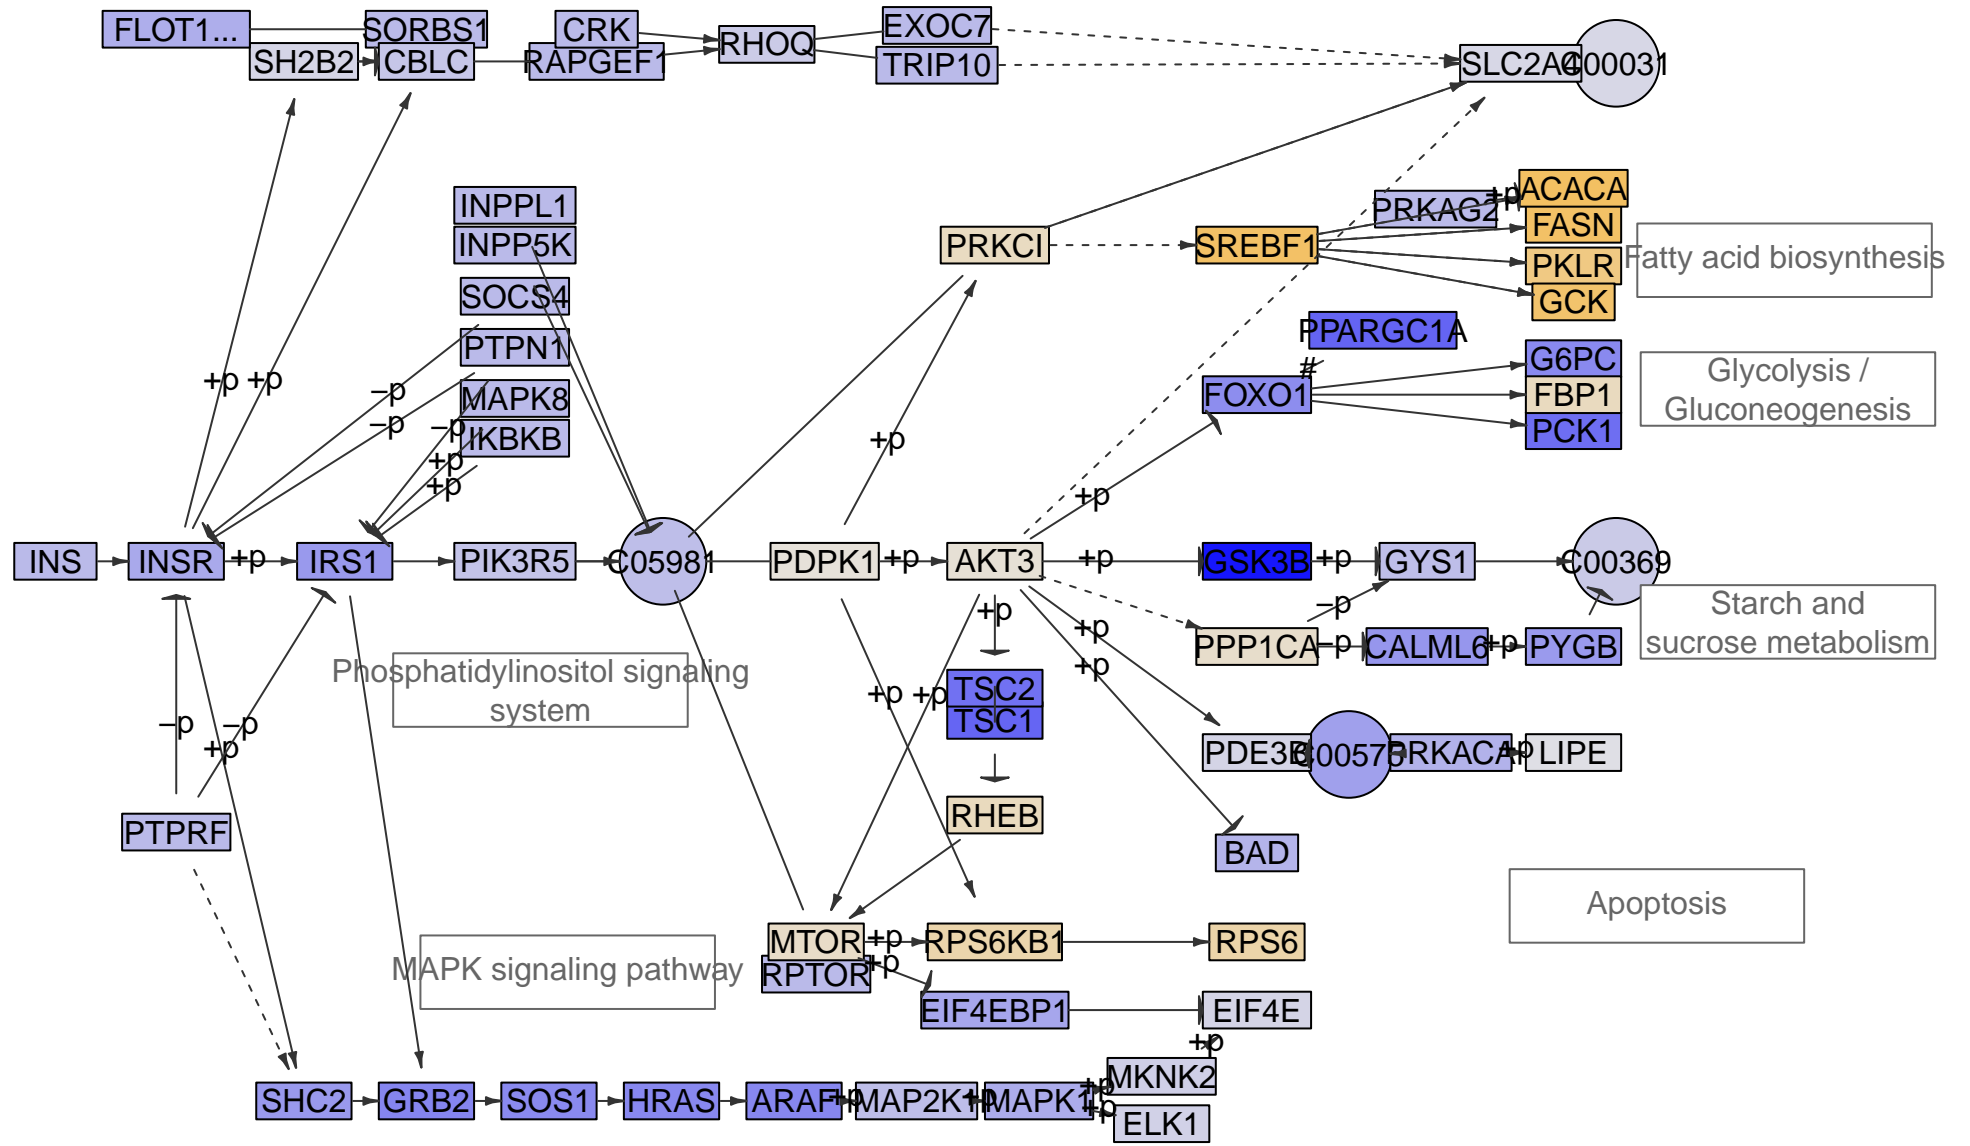 FLOT1...
SORBS1
CRK
EXOC7
RHOQ
SH2B2
CBLC
RAPGEF1
TRIP10
SLC2A4
C00031
INPPL1
PRKAG2
+p
ACACA
INPP5K
PRKCI
SREBF1
FASN
PKLR
Fatty acid biosynthesis
SOCS4
GCK
PTPN1
PPARGC1A
#
G6PC
Glycolysis /
Gluconeogenesis
+p
+p
−p
MAPK8
FOXO1
FBP1
−p
−p
IKBKB
+p
PCK1
+p
+p
+p
INS
INSR
+p
IRS1
PIK3R5
C05981
PDPK1
+p
AKT3
+p
GSK3B
+p
GYS1
C00369
+p
−p
Starch and
sucrose metabolism
+p
PPP1CA
−p
CALML6
+p
PYGB
+p
Phosphatidylinositol signaling
system
+p
+p
TSC2
TSC1
−p
−p
+p
PDE3B
C00575
PRKACA
+p
LIPE
PTPRF
RHEB
BAD
Apoptosis
MTOR
+p
RPS6KB1
RPS6
MAPK signaling pathway
RPTOR
+p
EIF4EBP1
EIF4E
+p
MKNK2
SHC2
GRB2
SOS1
HRAS
ARAF
+p
MAP2K1
+p
MAPK1
+p
+p
ELK1